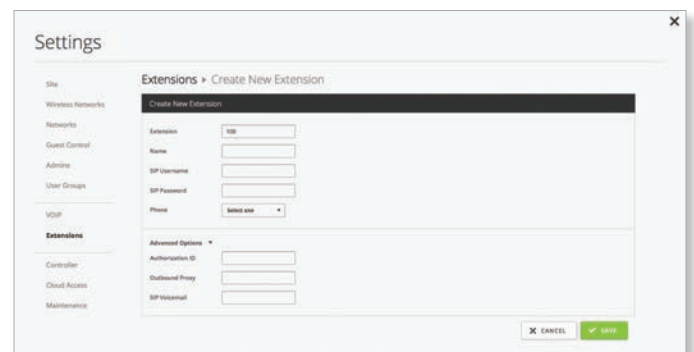 Settings
Site
Wireless Networks
Networks
Guest Control
Admins
User Groups
VOIP
Extensions
Controller
Cloud Access
Maintenance
Extensions ▸ Create New Extension
Create New Extension
Extension
Name
SIP Username
SIP Password
Phone Select one
Advanced Options
Authorization ID
Outbound Proxy
SIP Voicemail
CANCEL SAVE